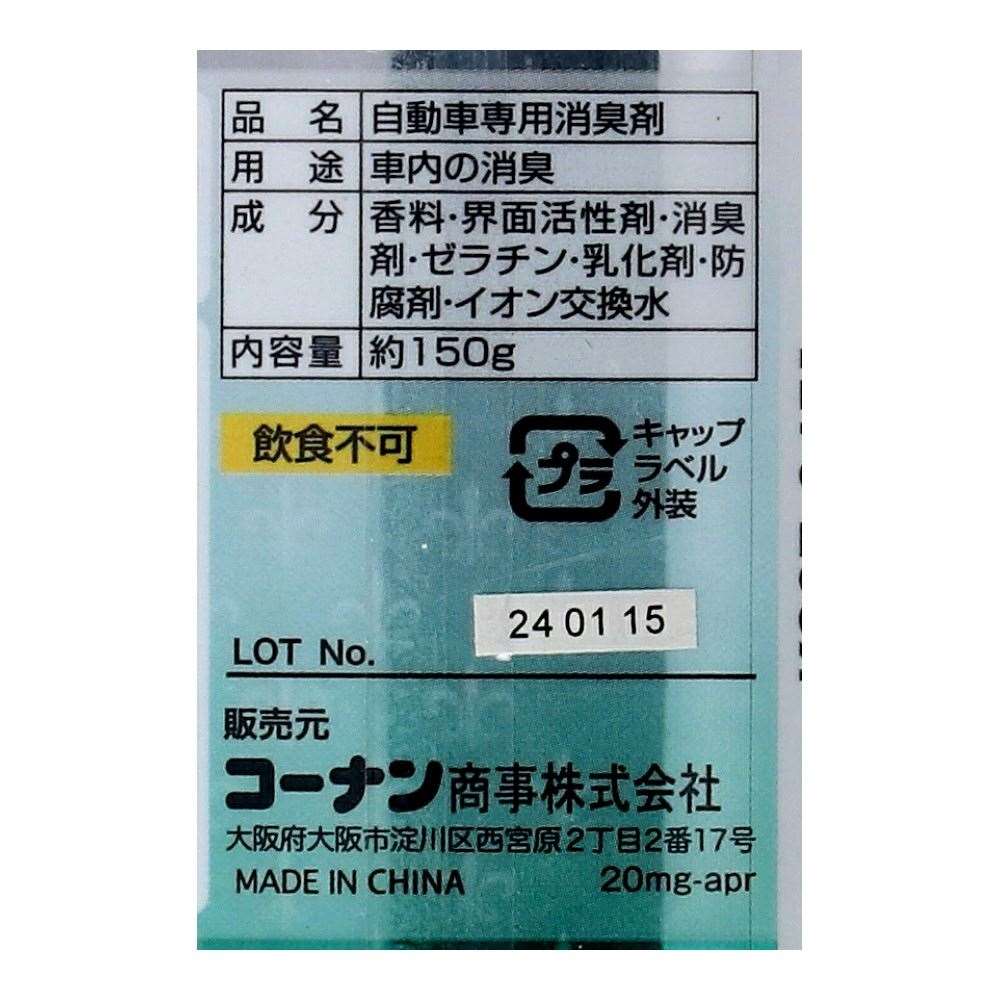 品 名 自動車専用消臭剤
用 途 車内の消臭
成 分 香料・界面活性剤・消臭
剤・ゼラチン・乳化剤・防
腐剤・イオン交換水
内容量 約150g
飲食不可
プラ
キャップ
ラベル
外装
24 01 15
LOT No.
販売元
コーナン商事株式会社
大阪府大阪市淀川区西宮原2丁目2番17号
MADE IN CHINA 20mg-apr